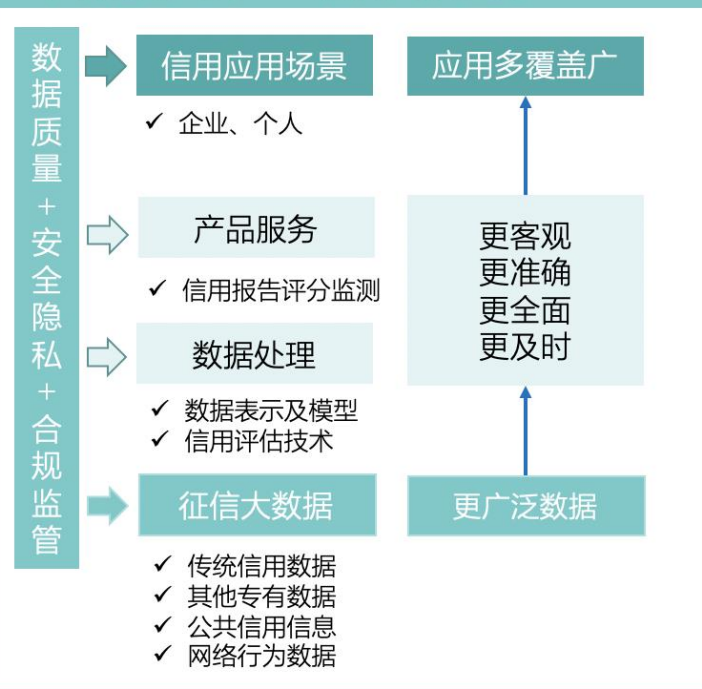 数据质量+安全隐私+合规监管
信用应用场景
✓ 企业、个人
产品服务
✓ 信用报告评分监测
数据处理
✓ 数据表示及模型
✓ 信用评估技术
征信大数据
✓ 传统信用数据
✓ 其他专有数据
✓ 公共信用信息
✓ 网络行为数据
应用多覆盖广
更客观
更准确
更全面
更及时
更广泛数据